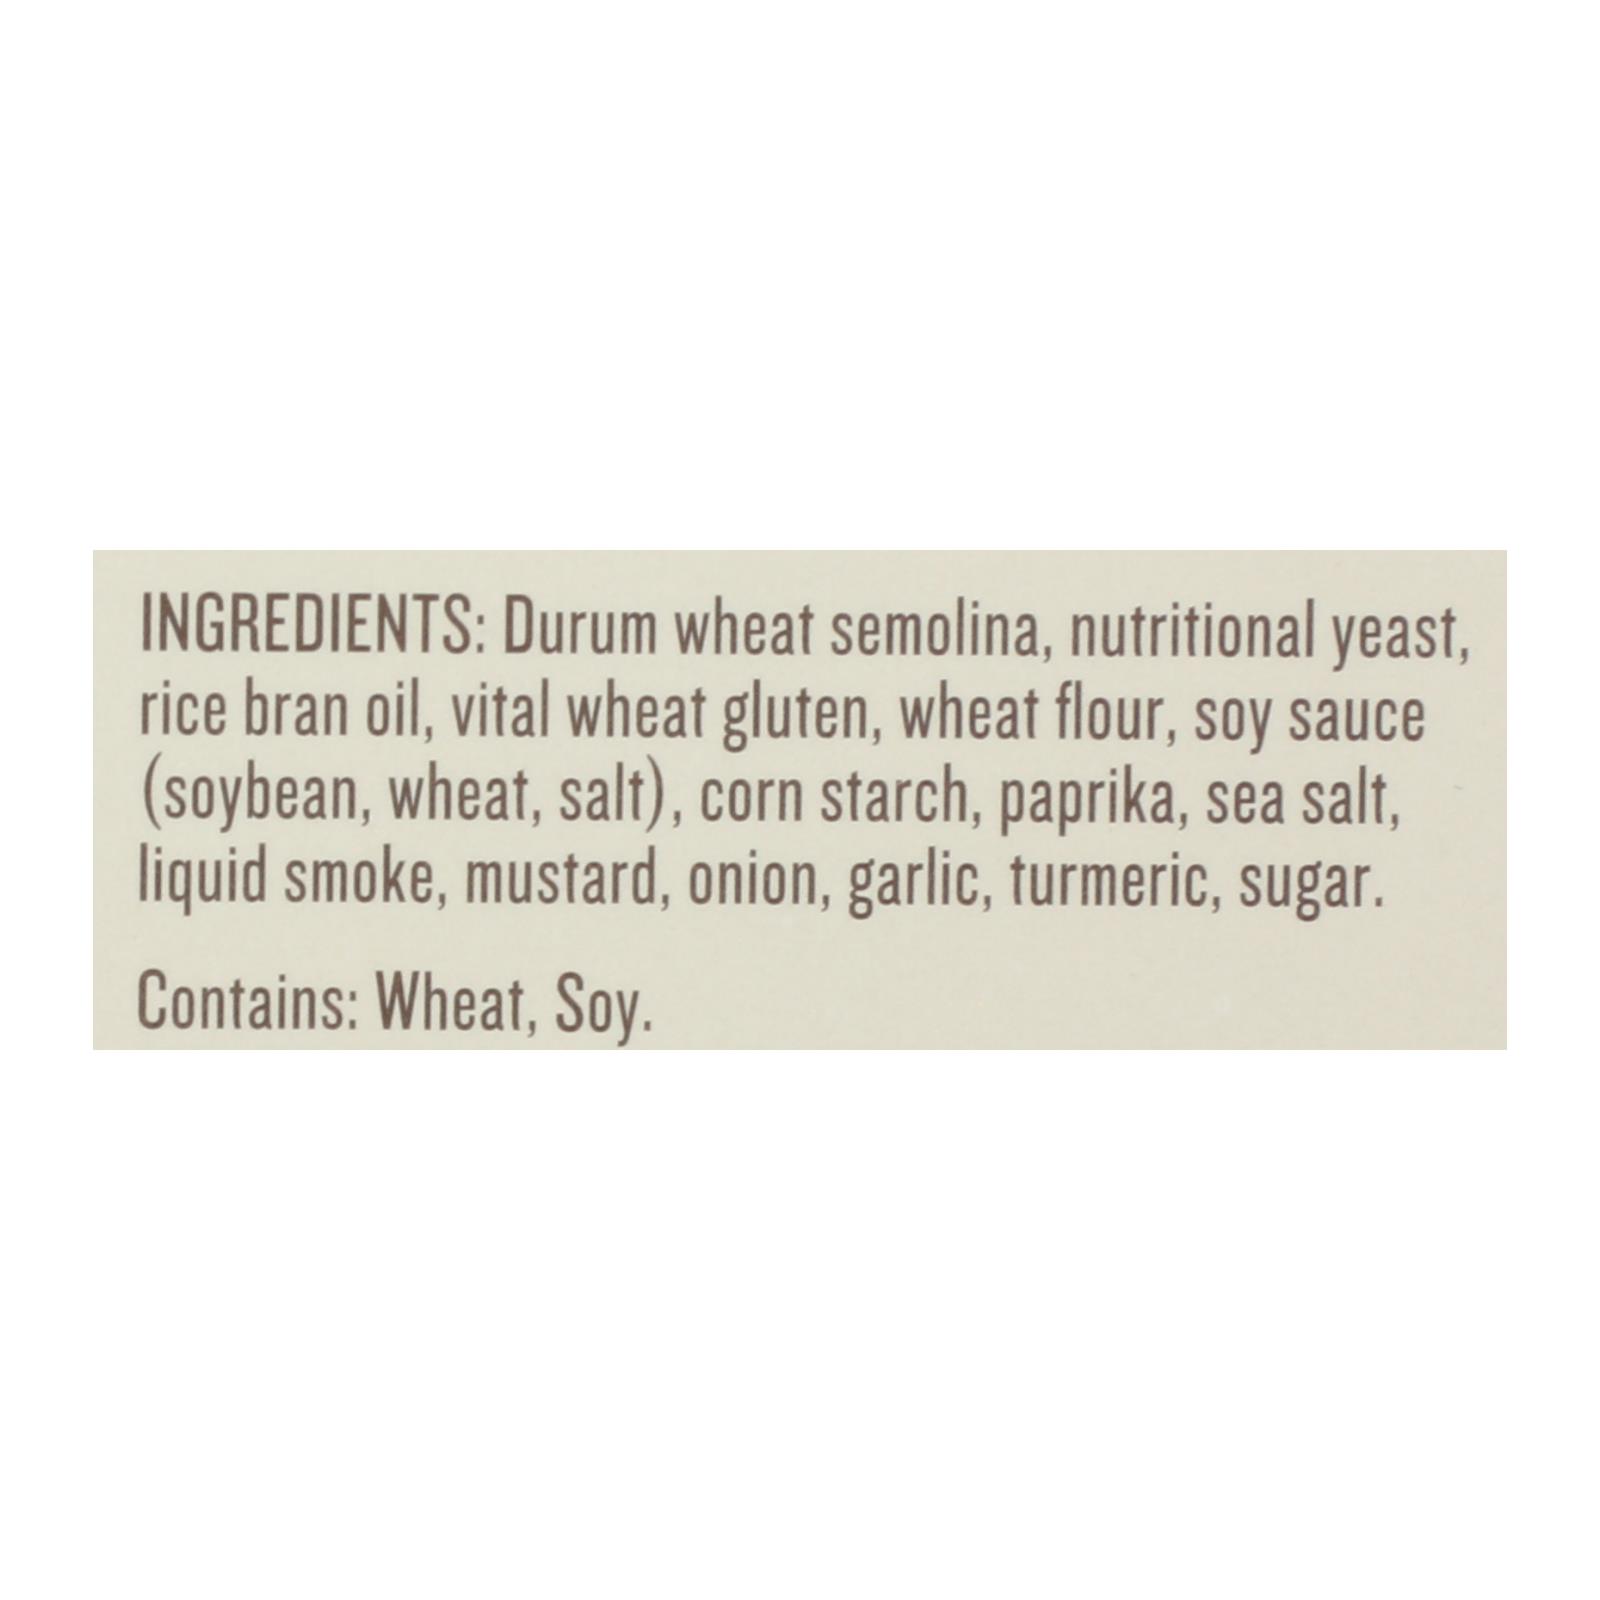 INGREDIENTS: Durum wheat semolina, nutritional yeast,
rice bran oil, vital wheat gluten, wheat flour, soy sauce
(soybean, wheat, salt), corn starch, paprika, sea salt,
liquid smoke, mustard, onion, garlic, turmeric, sugar.
Contains: Wheat, Soy.